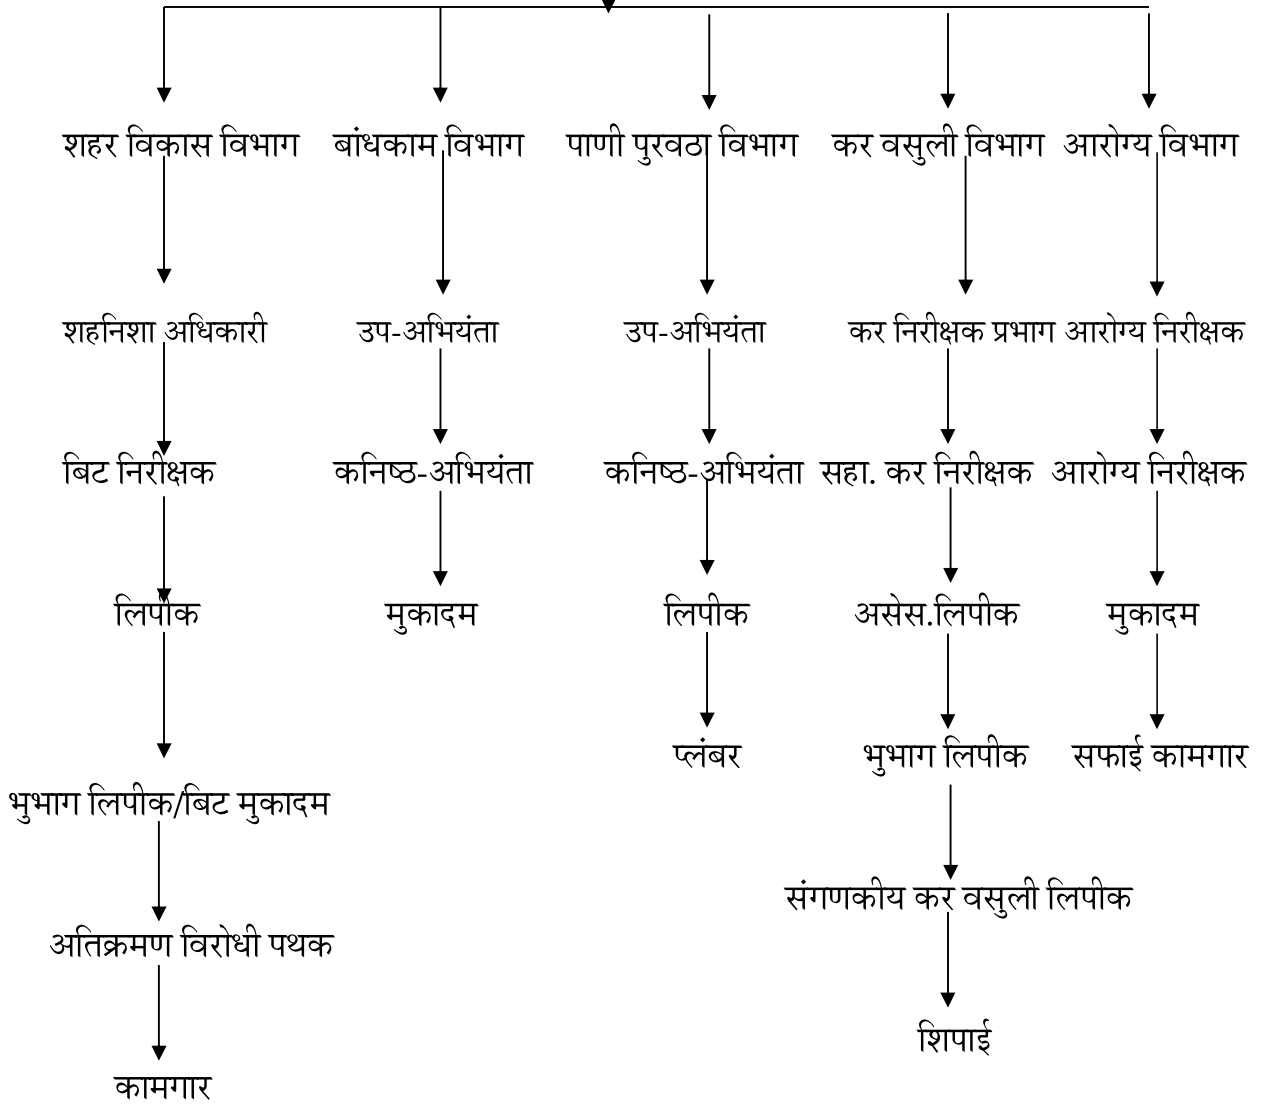 शहर विकास विभाग बांधकाम विभाग पाणी पुरवठा विभाग कर वसुली विभाग आरोग्य विभाग
शहनिशा अधिकारी उप-अभियंता उप-अभियंता कर निरीक्षक प्रभाग आरोग्य निरीक्षक
बिट निरीक्षक कनिष्ठ-अभियंता कनिष्ठ-अभियंता सहा. कर निरीक्षक आरोग्य निरीक्षक
लिपीक मुकादम लिपीक असेस.लिपीक मुकादम
प्लंबर भुभाग लिपीक सफाई कामगार
भुभाग लिपीक/बिट मुकादम
संगणकीय कर वसुली लिपीक
अतिक्रमण विरोधी पथक
शिपाई
कामगार